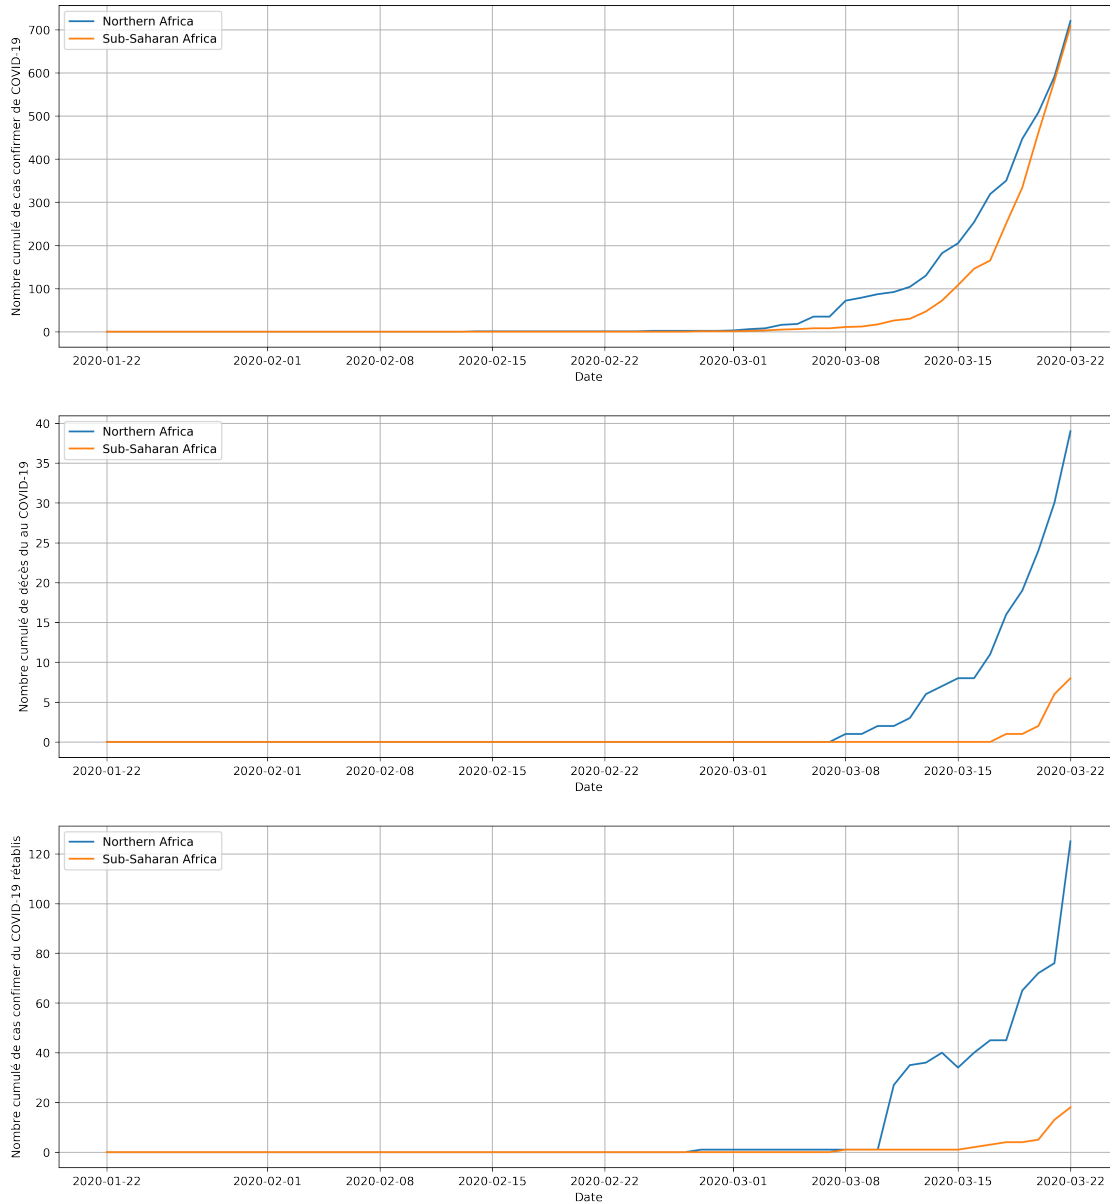 Northern Africa
Sub-Saharan Africa
Nombre cumulé de cas confirmer de COVID-19
700
600
500
400
300
200
100
0
2020-01-22 2020-02-01 2020-02-08 2020-02-15 2020-02-22 2020-03-01 2020-03-08 2020-03-15 2020-03-22
Date
Northern Africa
Sub-Saharan Africa
Nombre cumulé de décès du au COVID-19
40
35
30
25
20
15
10
5
0
2020-01-22 2020-02-01 2020-02-08 2020-02-15 2020-02-22 2020-03-01 2020-03-08 2020-03-15 2020-03-22
Date
Northern Africa
Sub-Saharan Africa
Nombre cumulé de cas confimer du COVID-19 rétablis
120
100
80
60
40
20
0
2020-01-22 2020-02-01 2020-02-08 2020-02-15 2020-02-22 2020-03-01 2020-03-08 2020-03-15 2020-03-22
Date